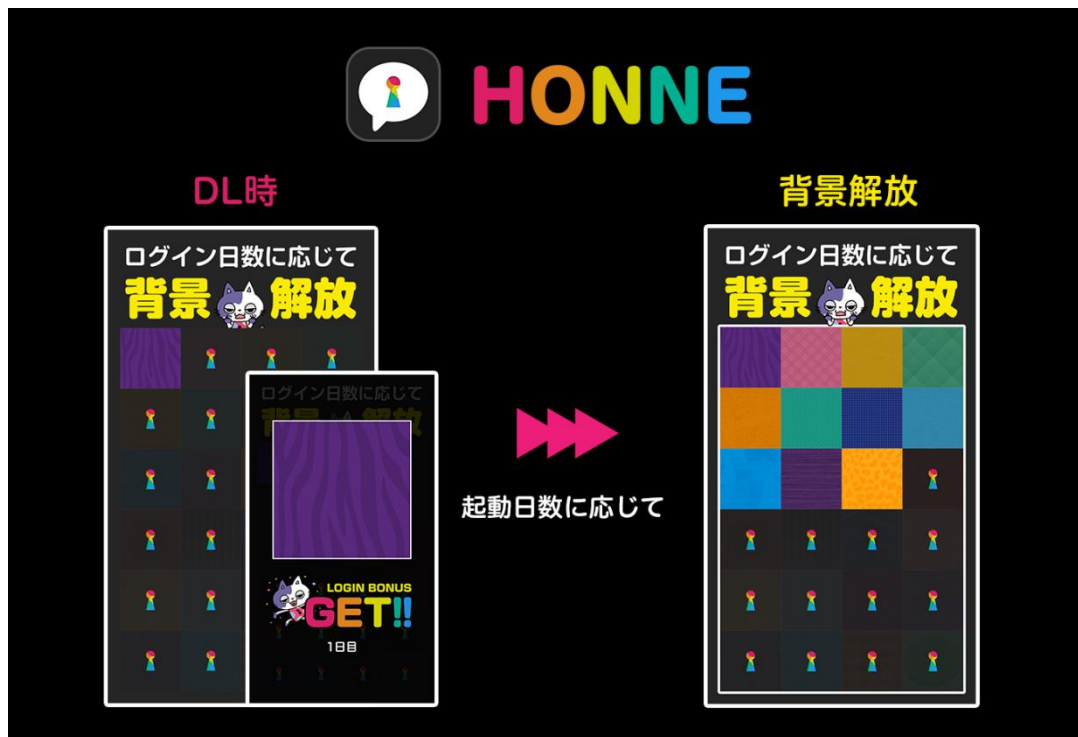 HONNE
DL時
ログイン日数に応じて
背景解放
ログイン日数に応じて
背景解放
LOGIN BONUS
GET!!
1日目
起動日数に応じて
背景解放
ログイン日数に応じて
背景解放